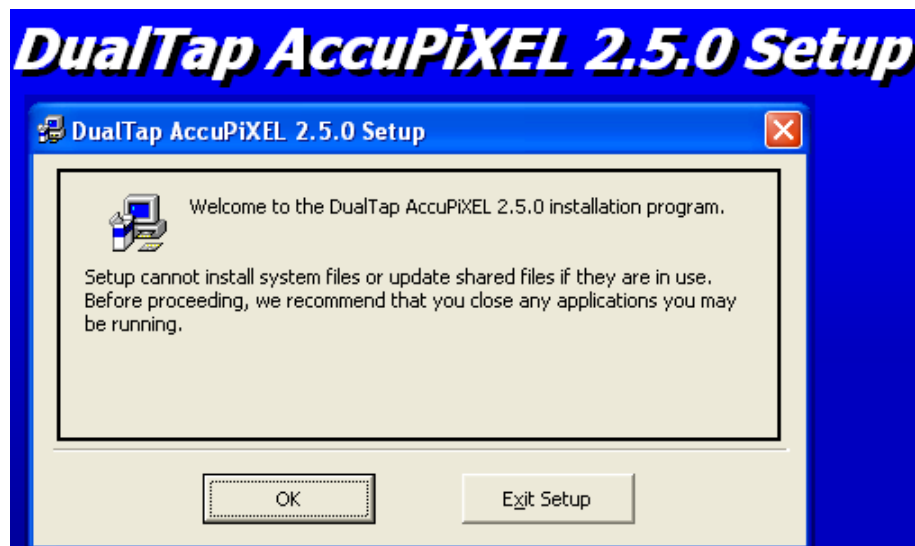 DualTap AccuPiXEL 2.5.0 Setup
DualTap AccuPiXEL 2.5.0 Setup
Welcome to the DualTap AccuPiXEL 2.5.0 installation program.
Setup cannot install system files or update shared files if they are in use.
Before proceeding, we recommend that you close any applications you may
be running.
OK
Exit Setup